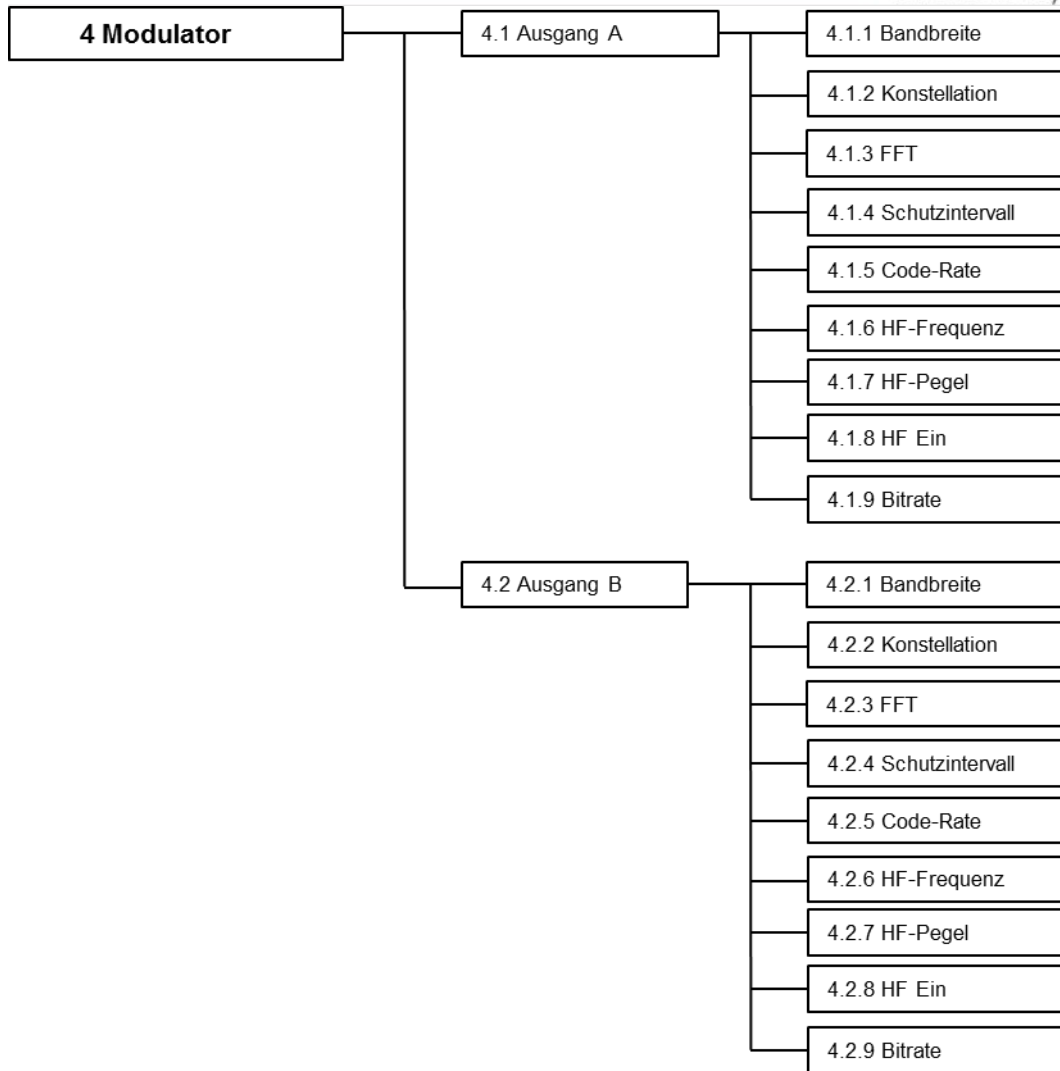 4 Modulator
4.1 Ausgang A
4.1.1 Bandbreite
4.1.2 Konstellation
4.1.3 FFT
4.1.4 Schutzintervall
4.1.5 Code-Rate
4.1.6 HF-Frequenz
4.1.7 HF-Pegel
4.1.8 HF Ein
4.1.9 Bitrate
4.2 Ausgang B
4.2.1 Bandbreite
4.2.2 Konstellation
4.2.3 FFT
4.2.4 Schutzintervall
4.2.5 Code-Rate
4.2.6 HF-Frequenz
4.2.7 HF-Pegel
4.2.8 HF Ein
4.2.9 Bitrate